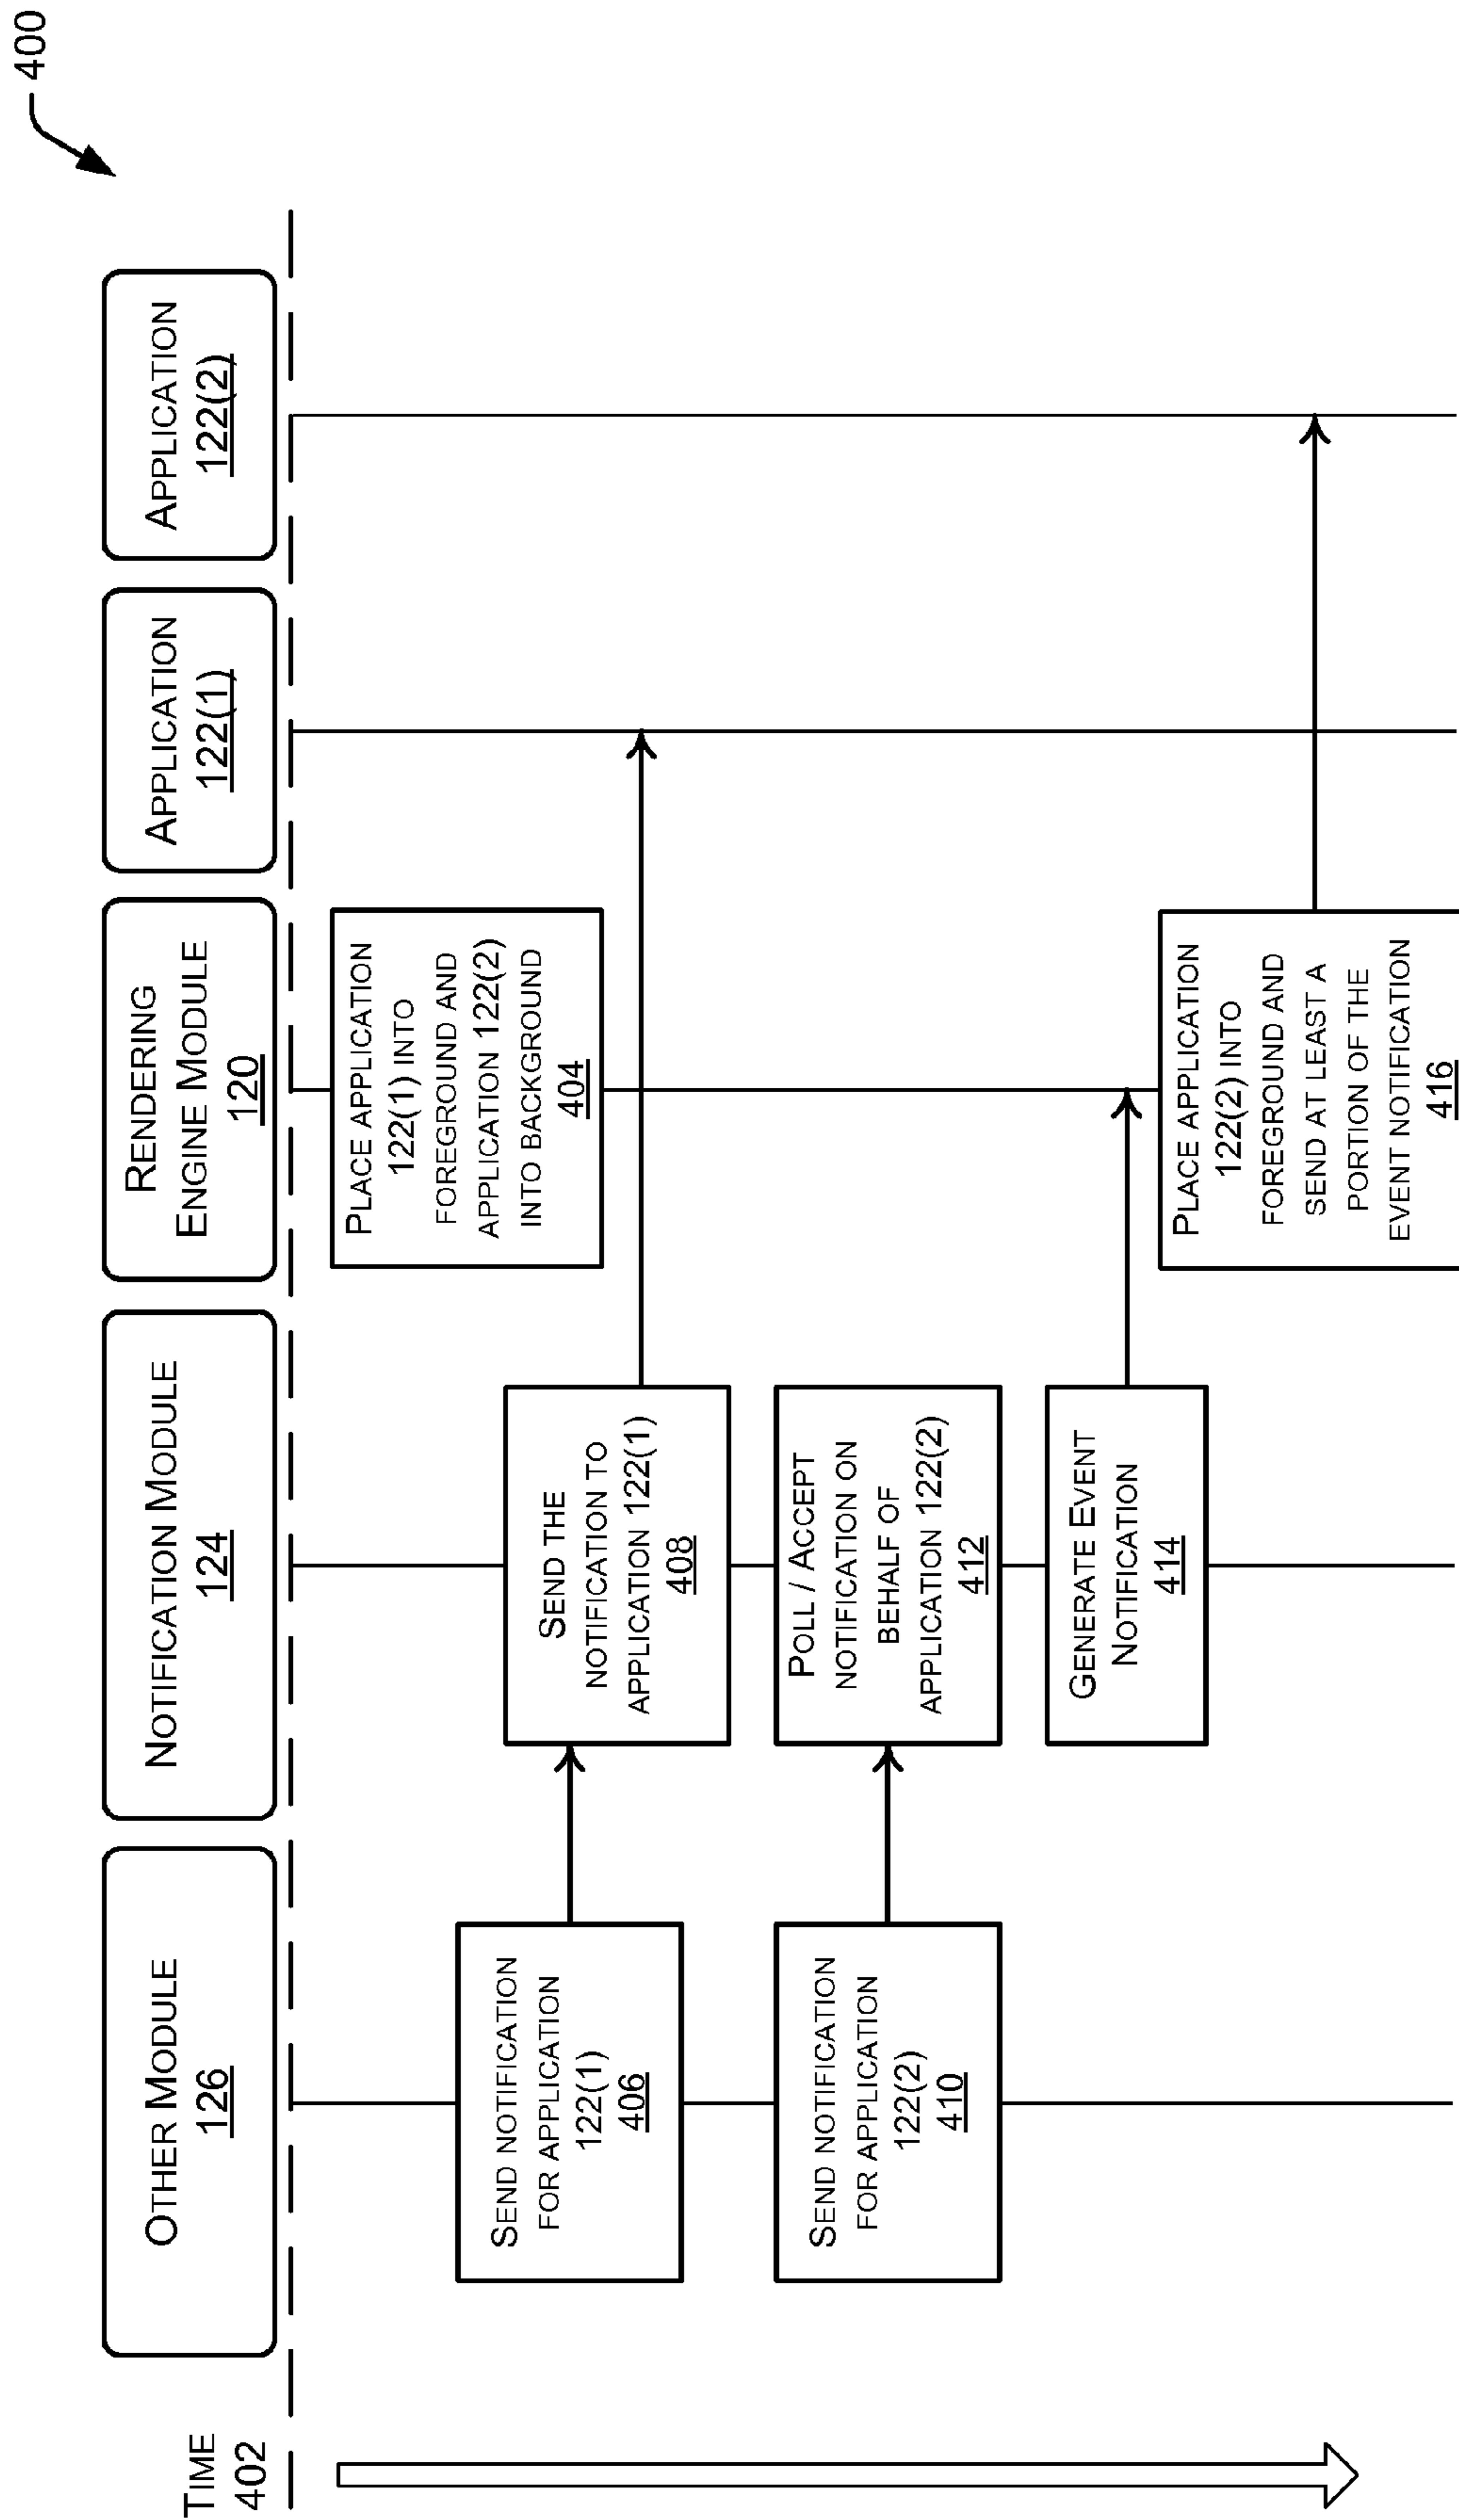 400
TIME
402
OTHER MODULE
126
NOTIFICATION MODULE
124
RENDERING
ENGINE MODULE
120
APPLICATION
122(1)
APPLICATION
122(2)
PLACE APPLICATION
122(1) INTO
FOREGROUND AND
APPLICATION 122(2)
INTO BACKGROUND
404
SEND NOTIFICATION
FOR APPLICATION
122(1)
406
SEND THE
NOTIFICATION TO
APPLICATION 122(1)
408
SEND NOTIFICATION
FOR APPLICATION
122(2)
410
POLL / ACCEPT
NOTIFICATION ON
BEHALF OF
APPLICATION 122(2)
412
GENERATE EVENT
NOTIFICATION
414
PLACE APPLICATION
122(2) INTO
FOREGROUND AND
SEND AT LEAST A
PORTION OF THE
EVENT NOTIFICATION
416